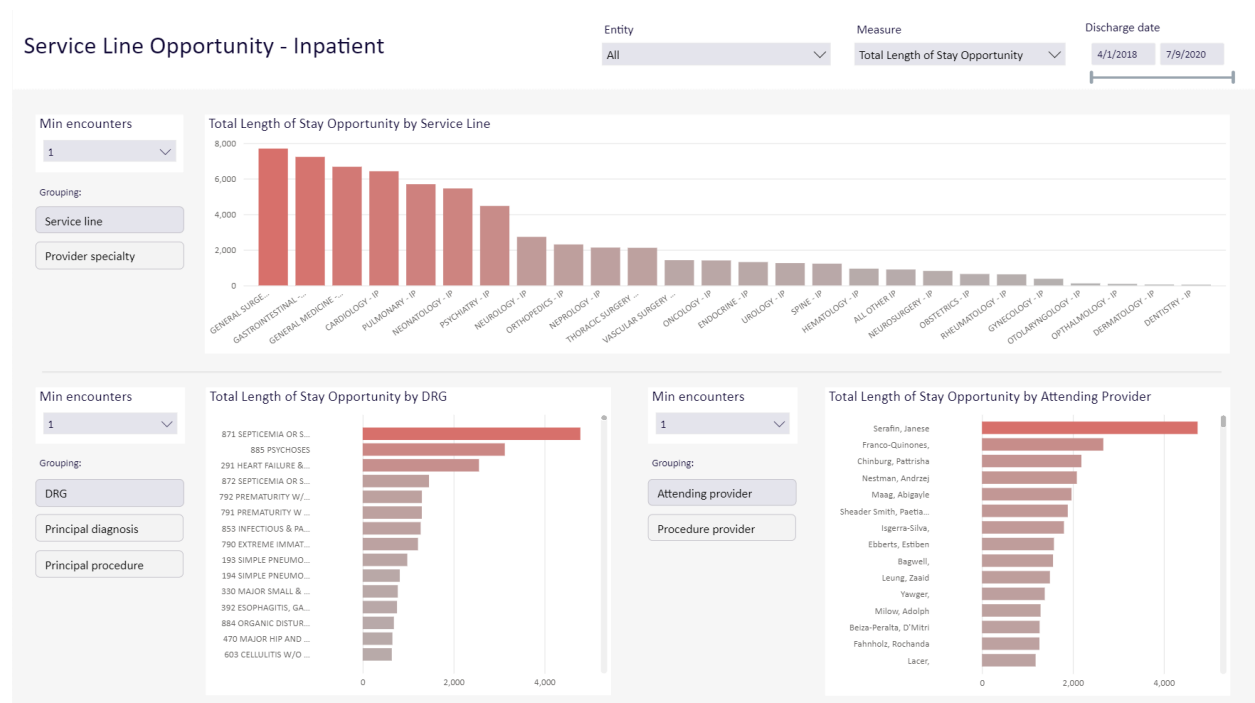 Service Line Opportunity - Inpatient
Entity
All
Measure
Total Length of Stay Opportunity
Discharge date
4/1/2018 7/9/2020
Min encounters
1
Grouping:
Service line
Provider specialty
Total Length of Stay Opportunity by Service Line
8,000
6,000
4,000
2,000
0
GENERAL SURGE...
GASTROINTESTINAL -...
GENERAL MEDICINE -...
CARDIOLOGY - IP
PULMONARY - IP
NEONATOLOGY - IP
PSYCHIATRY - IP
NEUROLOGY - IP
ORTHOPEDICS - IP
NEPROLOGY - IP
THORACIC SURGERY ...
VASCULAR SURGERY ...
ONCOLOGY - IP
ENDOCRINE - IP
UROLOGY - IP
SPINE - IP
HEMATOLOGY - IP
ALL OTHER IP
NEUROSURGERY - IP
OBSTETRICS - IP
RHEUMATOLOGY - IP
GYNECOLOGY - IP
OTOLARYNGOLOGY - IP
OPTHALMOLOGY - IP
DERMATOLOGY - IP
DENTISTRY - IP
Min encounters
1
Grouping:
DRG
Principal diagnosis
Principal procedure
Total Length of Stay Opportunity by DRG
871 SEPTICEMIA OR S...
885 PSYCHOSES
291 HEART FAILURE &...
872 SEPTICEMIA OR S...
792 PREMATURITY W/...
791 PREMATURITY W ...
853 INFECTIOUS & PA...
790 EXTREME IMMAT...
193 SIMPLE PNEUMO...
194 SIMPLE PNEUMO...
330 MAJOR SMALL & ...
392 ESOPHAGITIS, GA...
884 ORGANIC DISTUR...
470 MAJOR HIP AND ...
603 CELLULITIS W/O ...
0 2,000 4,000
Min encounters
1
Grouping:
Attending provider
Procedure provider
Total Length of Stay Opportunity by Attending Provider
Serafin, Janese
Franco-Quinones,
Chinburg, Pattrisha
Nestman, Andrzej
Maag, Abigayle
Sheader Smith, Paetia...
Isgerra-Silva,
Ebberts, Estiben
Bagwell,
Leung, Zaaid
Yawger,
Milow, Adolph
Beiza-Peralta, D'Mitri
Fahnholz, Rochanda
Lacer,
0 2,000 4,000